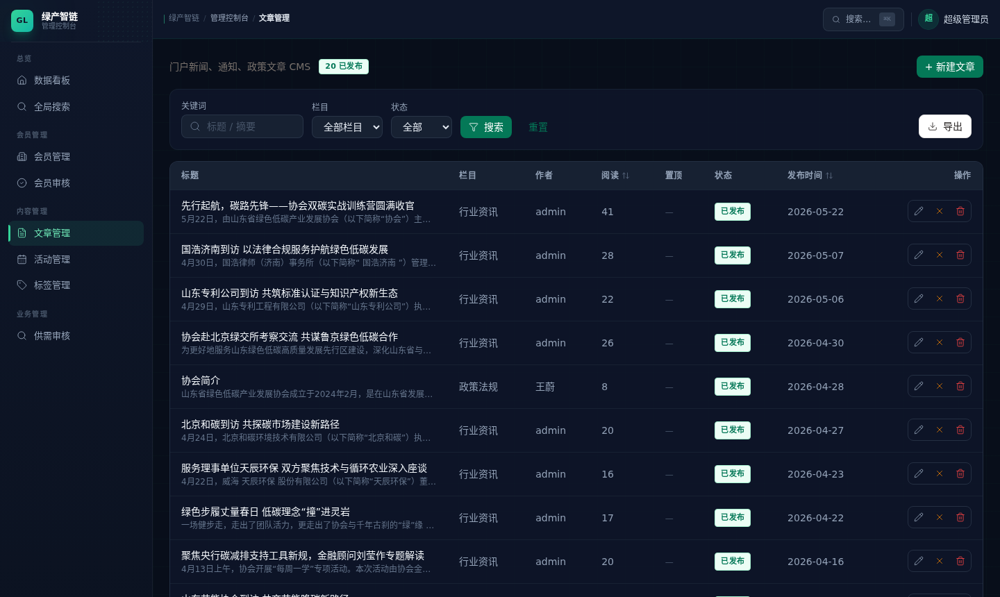 GL
绿产智链
管理控制台
总览
数据看板
全局搜索
会员管理
会员管理
会员审核
内容管理
文章管理
活动管理
标签管理
业务管理
供需审核
绿产智链 / 管理控制台 / 文章管理
搜索… ⌘K
超 超级管理员
门户新闻、通知、政策文章 CMS 20 已发布
+ 新建文章
关键词 栏目 状态
标题 / 摘要 全部栏目 全部 搜索 重置 导出
标题 栏目 作者 阅读 置顶 状态 发布时间 操作
先行起航，碳路先锋——协会双碳实战训练营圆满收官
5月22日，由山东省绿色低碳产业发展协会（以下简称“协会”）主…
行业资讯 admin 41 — 已发布 2026-05-22
国浩济南到访 以法律合规服务护航绿色低碳发展
4月30日，国浩律师（济南）事务所（以下简称“ 国浩济南 ”）管理…
行业资讯 admin 28 — 已发布 2026-05-07
山东专利公司到访 共筑标准认证与知识产权新生态
4月29日，山东专利工程有限公司（以下简称“山东专利公司”）执…
行业资讯 admin 22 — 已发布 2026-05-06
协会赴北京绿交所考察交流 共谋鲁京绿色低碳合作
为更好地服务山东绿色低碳高质量发展先行区建设，深化山东省与…
行业资讯 admin 26 — 已发布 2026-04-30
协会简介
山东省绿色低碳产业发展协会成立于2024年2月，是在山东省发展…
政策法规 王蔚 8 — 已发布 2026-04-28
北京和碳到访 共探碳市场建设新路径
4月24日，北京和碳环境技术有限公司（以下简称“北京和碳”）执…
行业资讯 admin 20 — 已发布 2026-04-27
服务理事单位天辰环保 双方聚焦技术与循环农业深入座谈
4月22日，威海 天辰环保 股份有限公司（以下简称“天辰环保”）董…
行业资讯 admin 16 — 已发布 2026-04-23
绿色步履丈量春日 低碳理念“撞”进灵岩
一场健步走，走出了团队活力，更走出了协会与千年古刹的“绿”缘 …
行业资讯 admin 17 — 已发布 2026-04-22
聚焦央行碳减排支持工具新规，金融顾问刘莹作专题解读
4月13日上午，协会开展“每周一学”专项活动。本次活动由协会金…
行业资讯 admin 20 — 已发布 2026-04-16